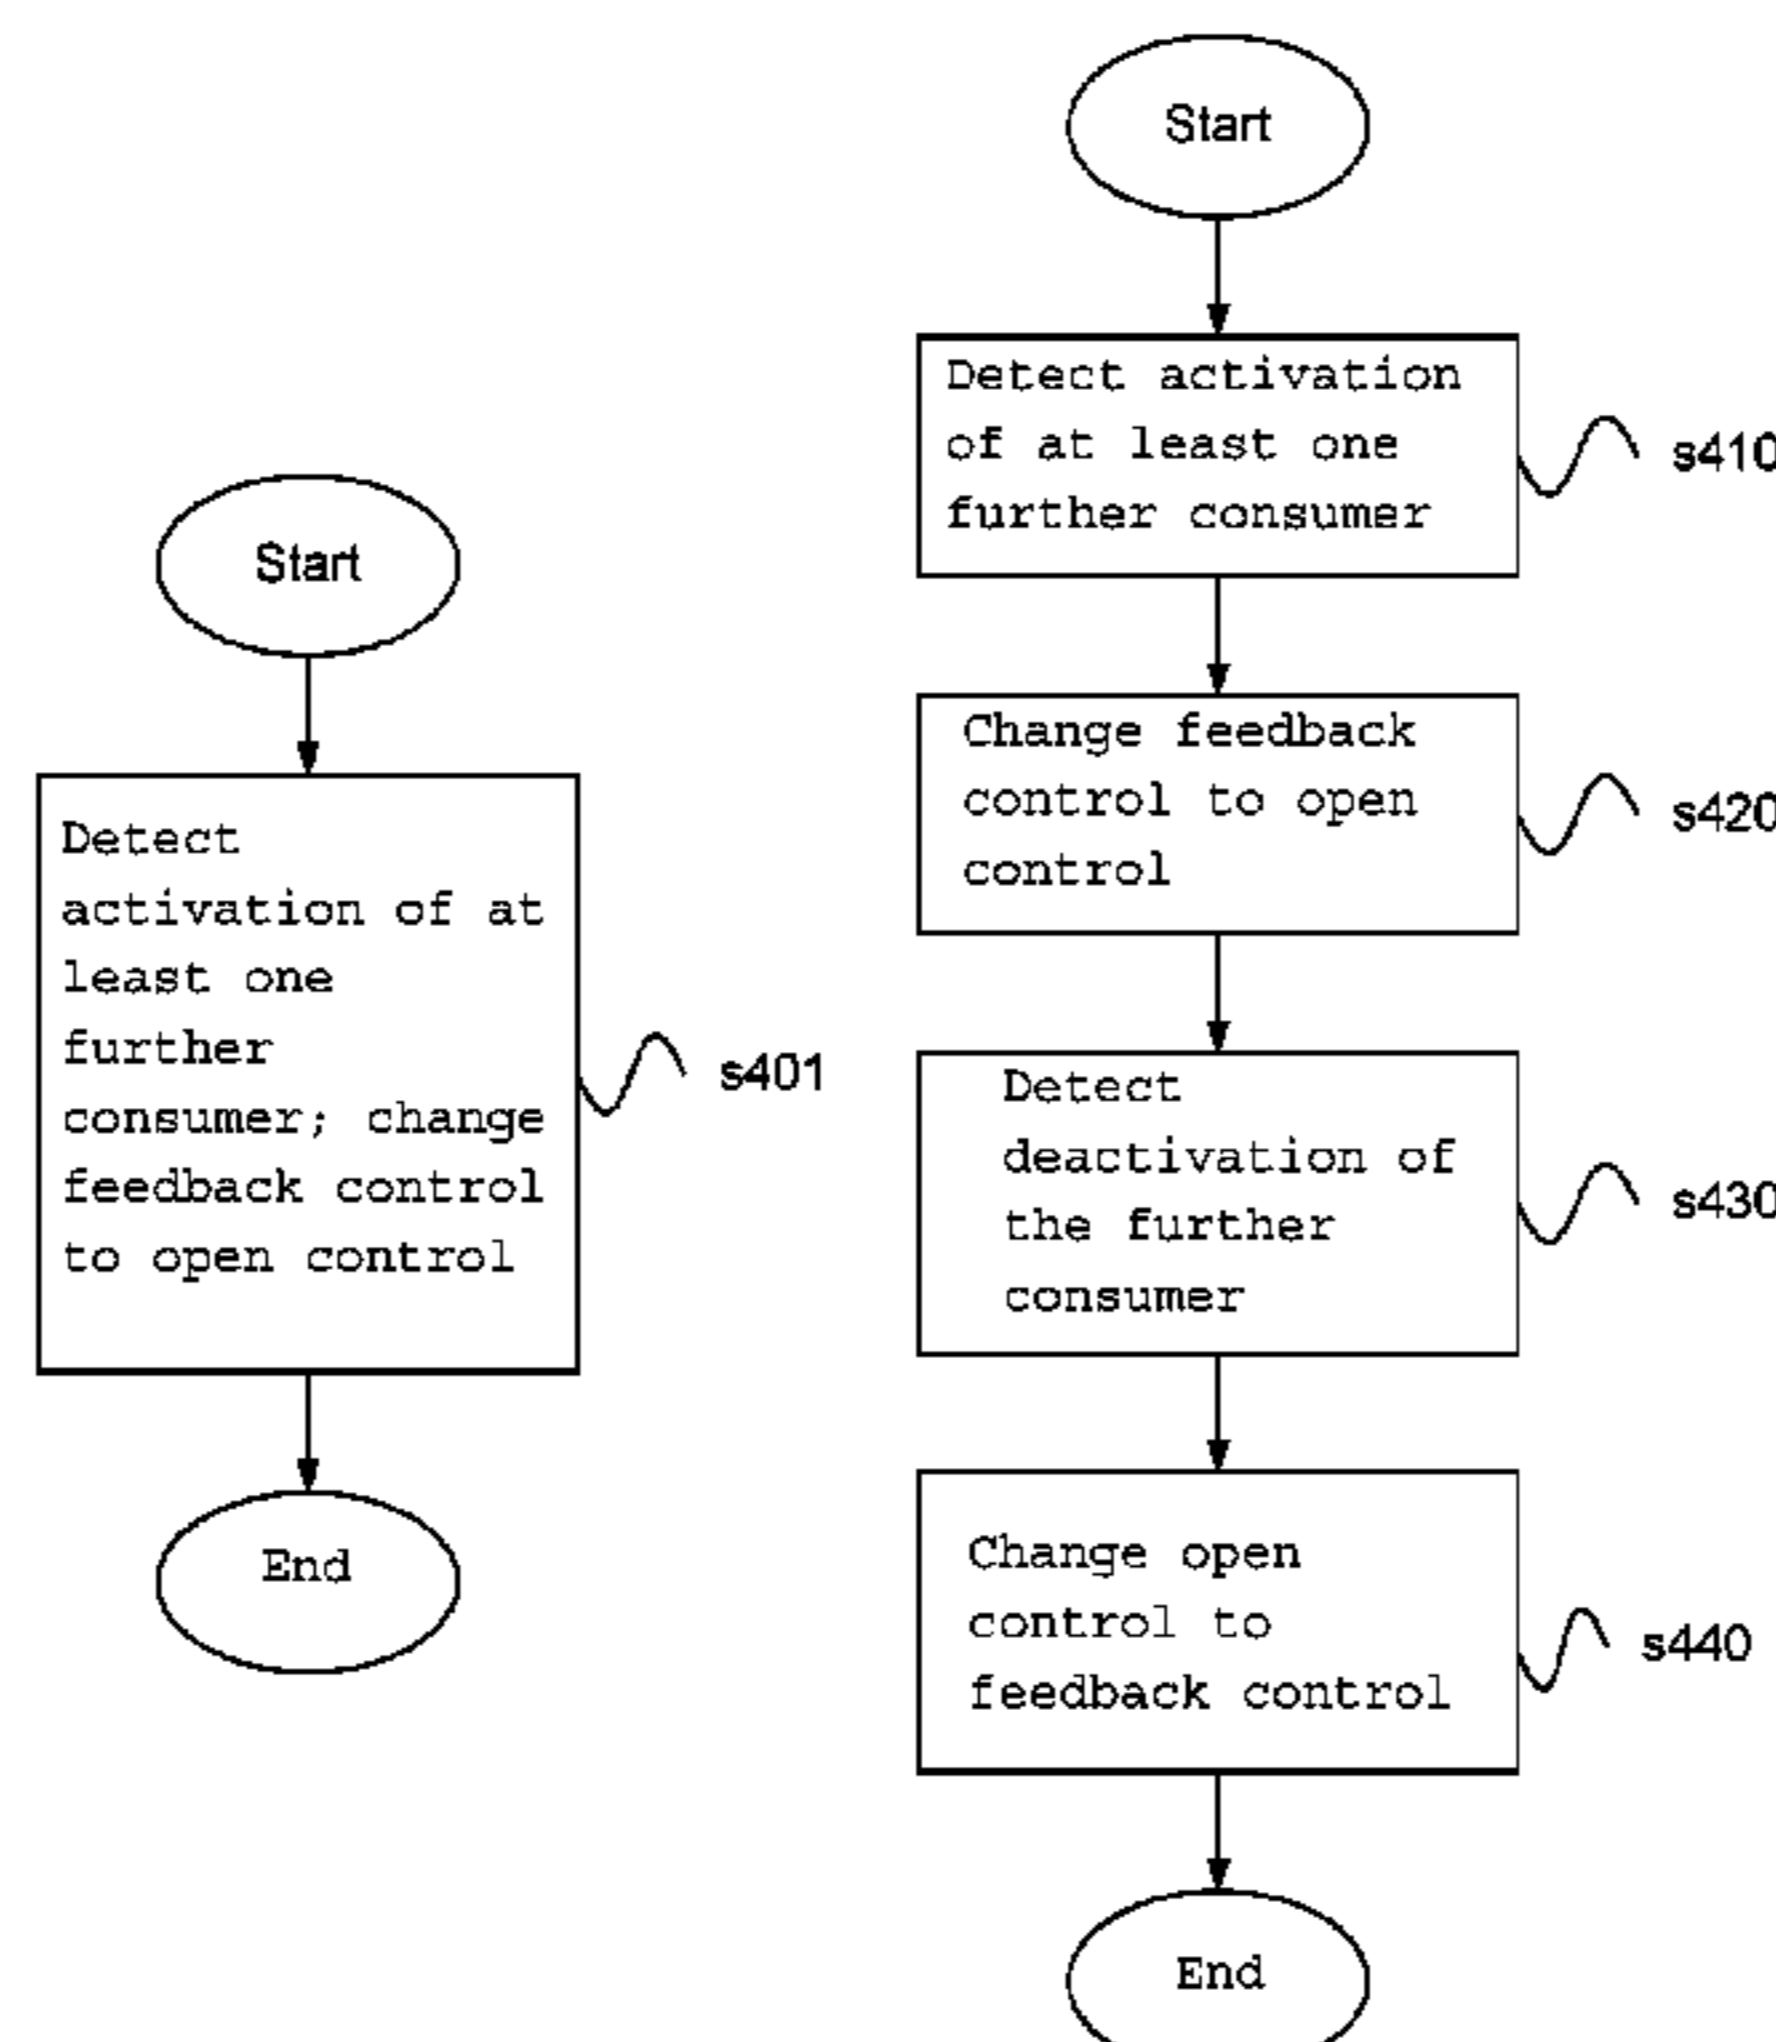 Start
Detect
activation of at
least one
further
consumer; change
feedback control
to open control
s401
End
Start
Detect activation
of at least one
further consumer
s410
Change feedback
control to open
control
s420
Detect
deactivation of
the further
consumer
s430
Change open
control to
feedback control
s440
End